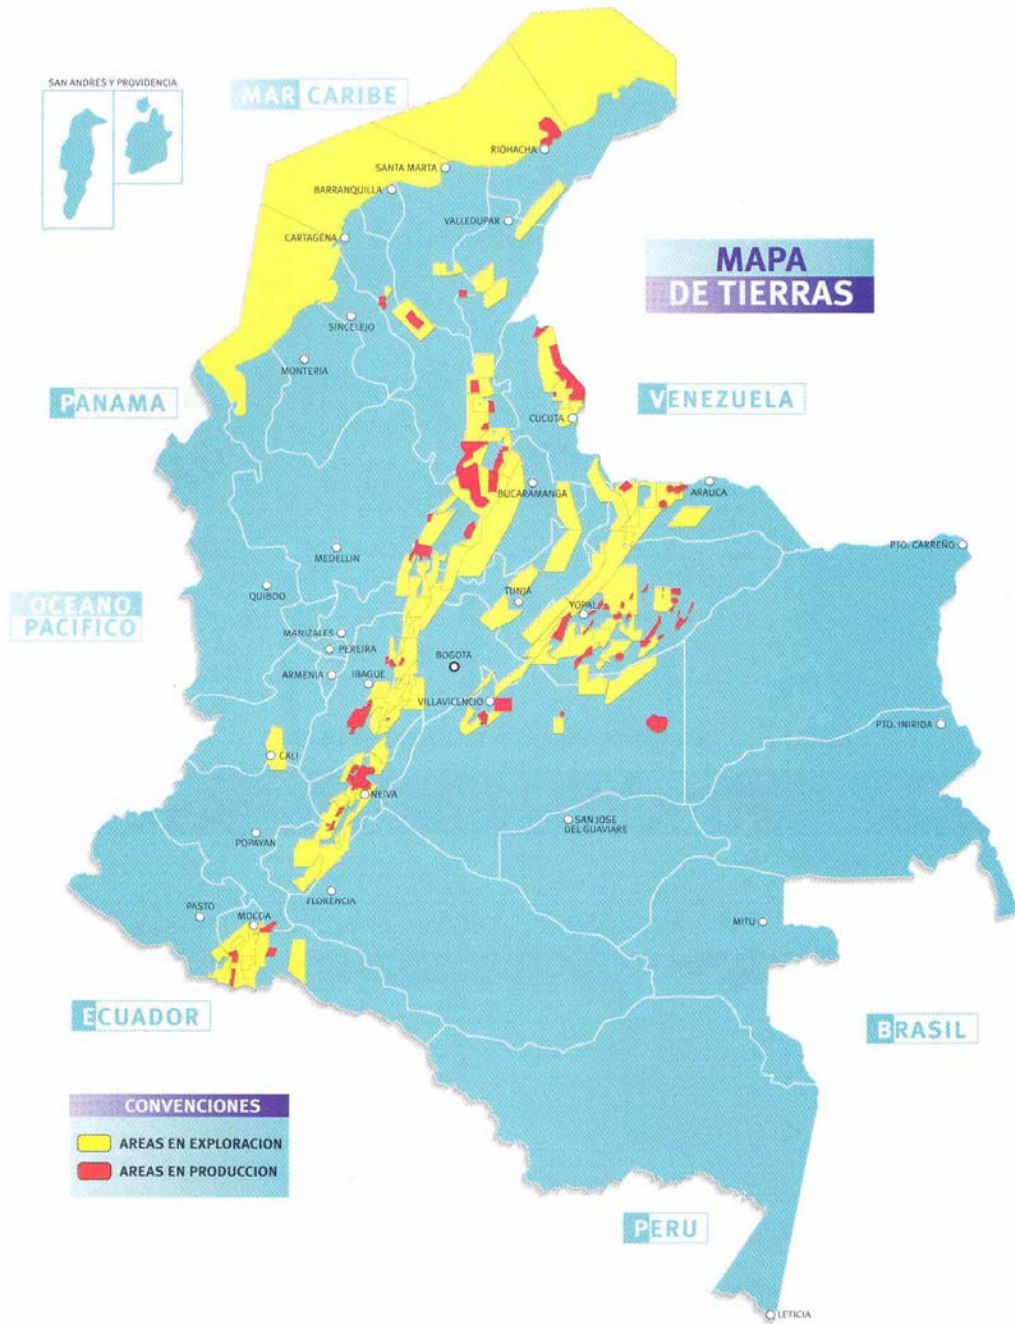 SAN ANDRES Y PROVIDENCIA
MAR CARIBE
RIOHACHA
SANTA MARTA
BARRANQUILLA
VALLEDUPAR
CARTAGENA
MAPA
DE TIERRAS
SINCELEJO
MONTERIA
PANAMA
VENEZUELA
CUCUTA
BUCARAMANGA
ARAUCA
PTO. CARREÑO
MEDELLIN
QUIBDO
OCEANO
PACIFICO
TUNJA
YOPAL
MANIZALES
PEREIRA
BOGOTA
ARMENIA
IBAGUE
VILLAVICENCIO
PTO. INIRIDA
CALI
NEIVA
SAN JOSE
DEL GUAVIARE
POPAYAN
FLORENCIA
PASTO
MOCOA
MITU
ECUADOR
BRASIL
CONVENCIONES
AREAS EN EXPLORACION
AREAS EN PRODUCCION
PERU
LETICIA